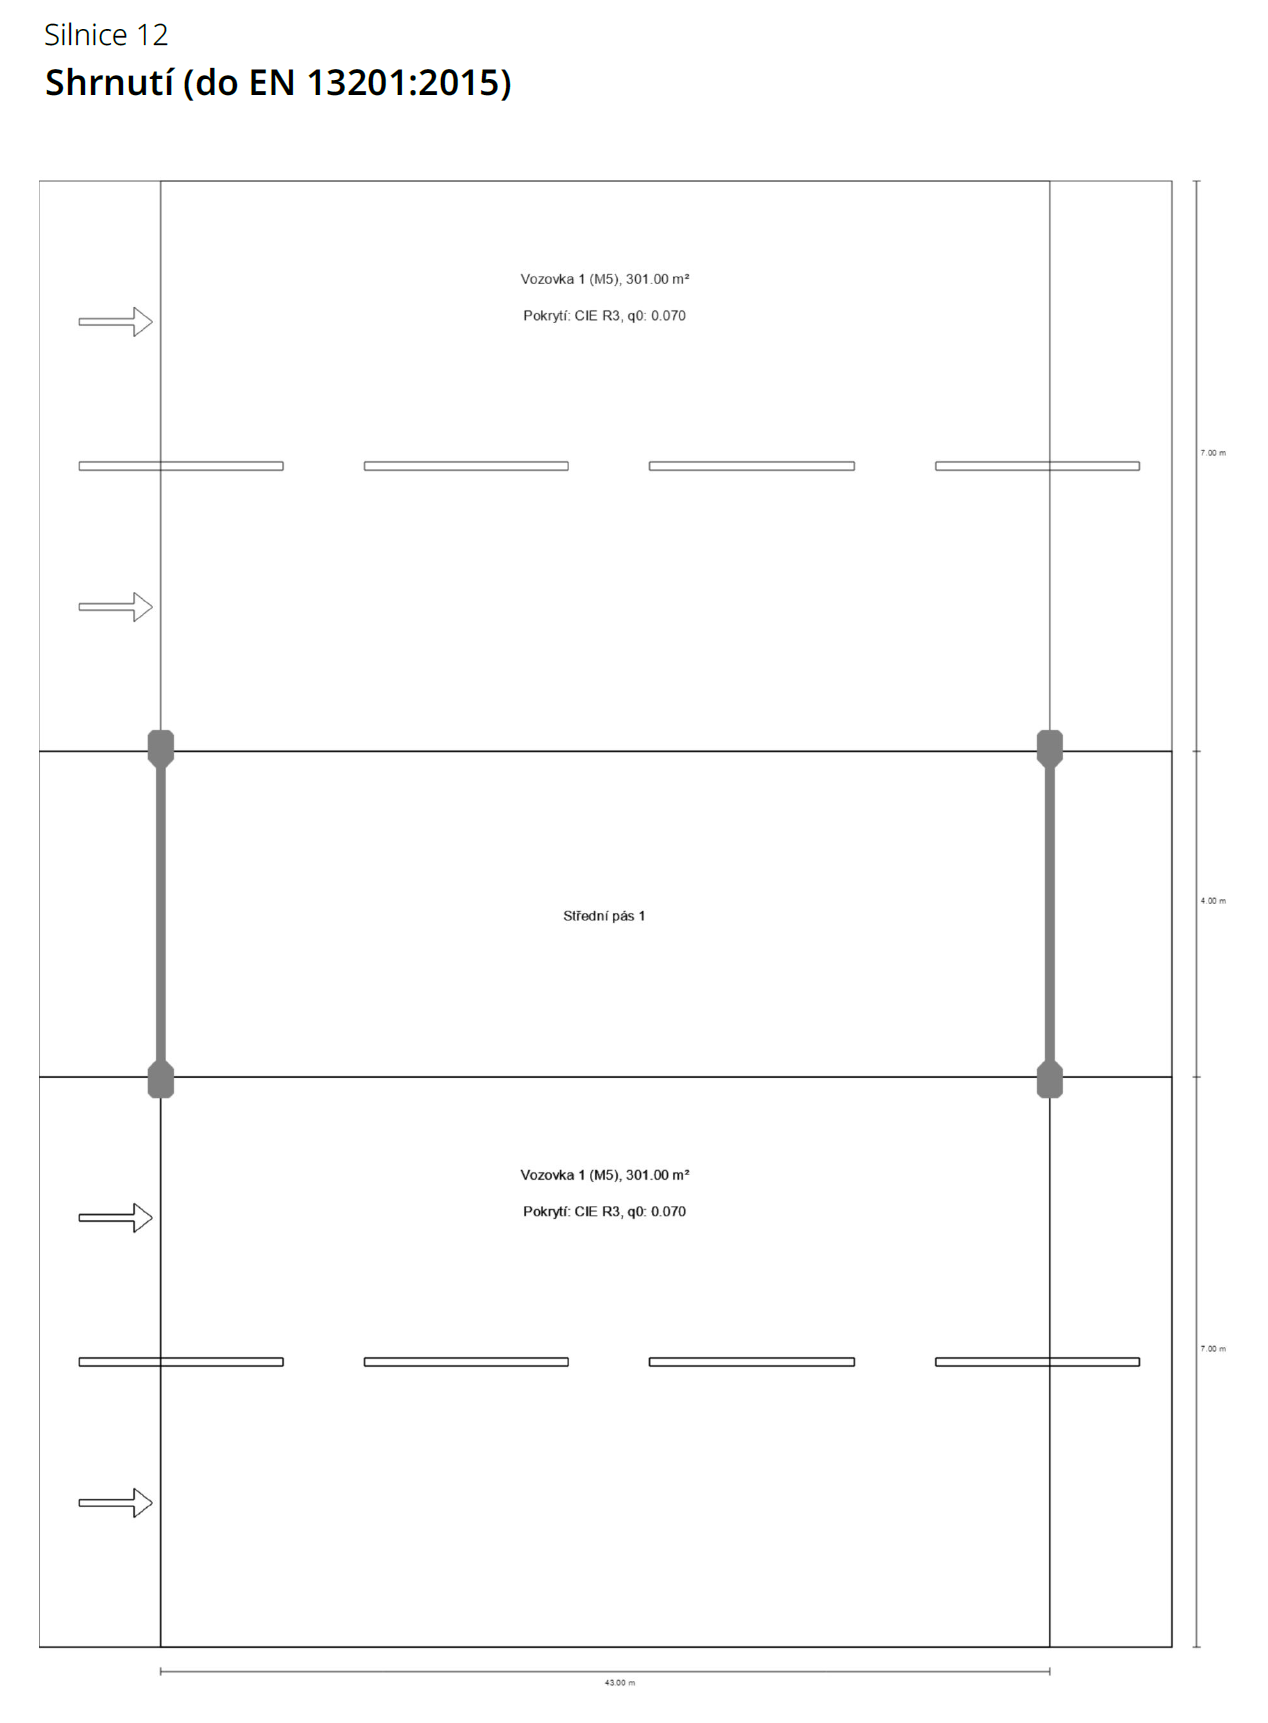 Silnice 12
Shrnutí (do EN 13201:2015)
Vozovka 1 (M5), 301.00 m²
Pokrytí: CIE R3, q0: 0.070
7.00 m
4.00 m
Střední pás 1
Vozovka 1 (M5), 301.00 m²
Pokrytí: CIE R3, q0: 0.070
7.00 m
43.00 m